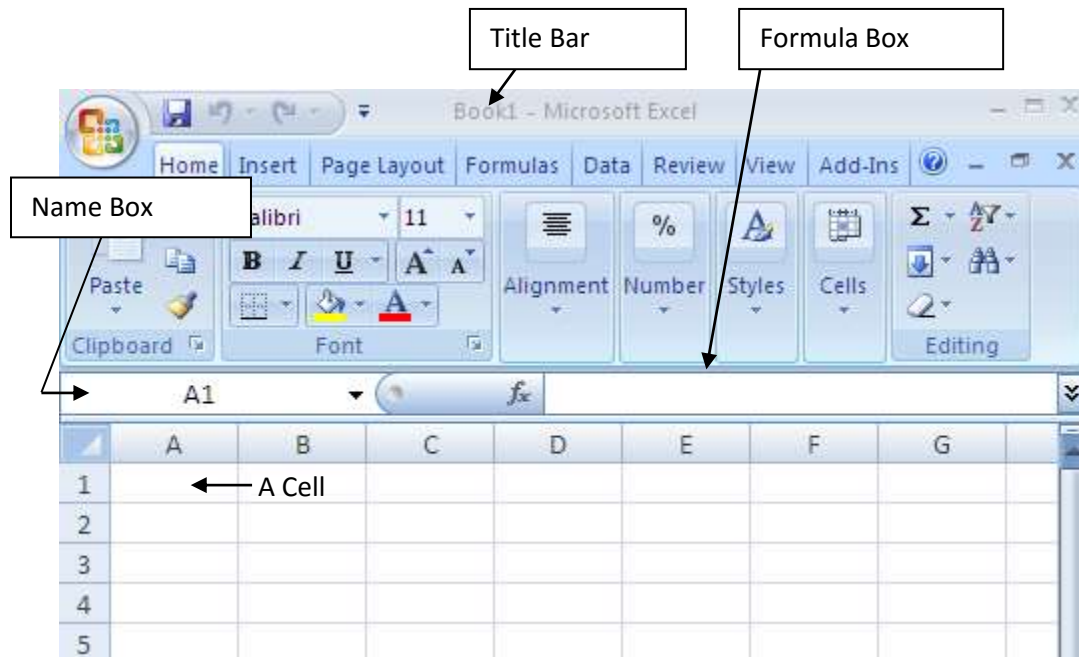 Title Bar Formula Box
Book1 - Microsoft Excel
Home Insert Page Layout Formulas Data Review View Add-Ins
Name Box
alibri 11 Σ A Z
% A
B I U A A
Paste Alignment Number Styles Cells
A
Clipboard Font Editing
A1 fx
A B C D E F G
1 A Cell
2
3
4
5